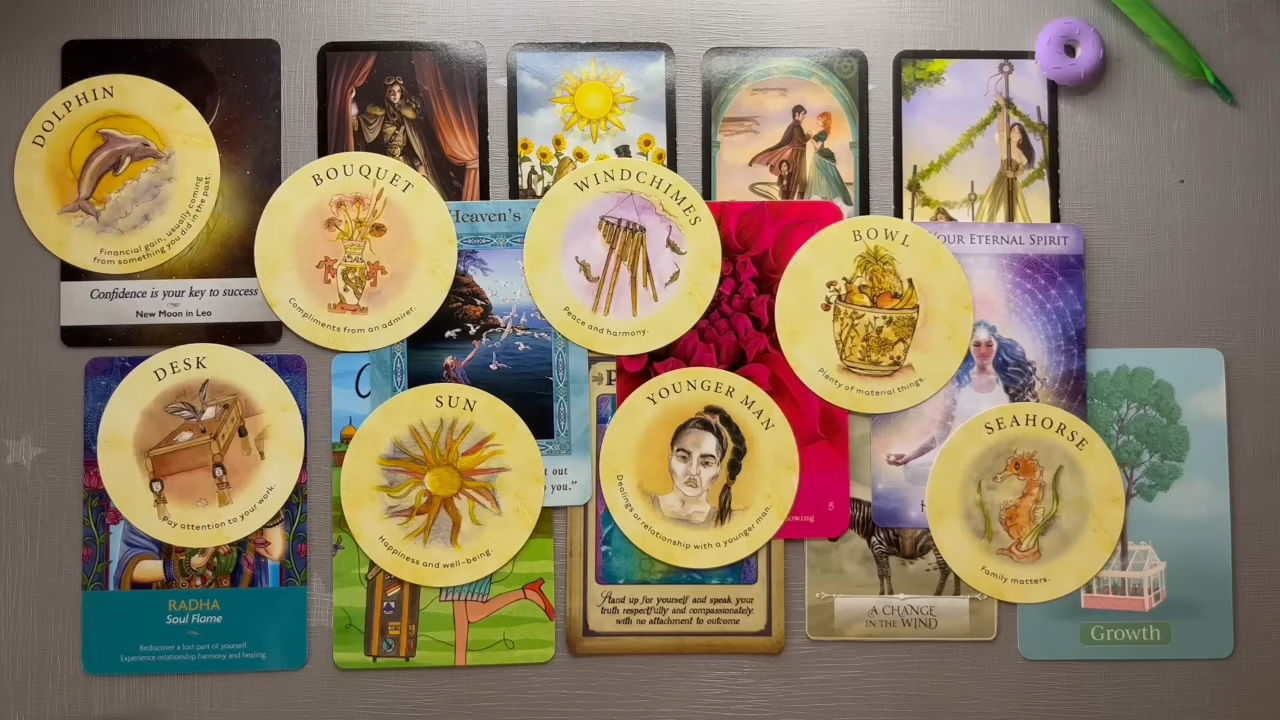 DOLPHIN
Financial gain, usually coming
from something you did in the past.
Confidence is your key to success
New Moon in Leo
BOUQUET
Compliments from an admirer.
Heaven's
WINDCHIMES
Peace and harmony.
BOWL
Plenty of material things.
YOUR ETERNAL SPIRIT
DESK
Pay attention to your work.
RADHA
Soul Flame
Rediscover a lost part of yourself.
Experience relationship harmony and healing.
SUN
Happiness and well-being.
out
you.”
YOUNGER MAN
Dealings or relationship with a younger man.
5
Stand up for yourself and speak your
truth respectfully and compassionately.
with no attachment to outcome
SEAHORSE
Family matters.
A CHANGE
IN THE WIND
Growth